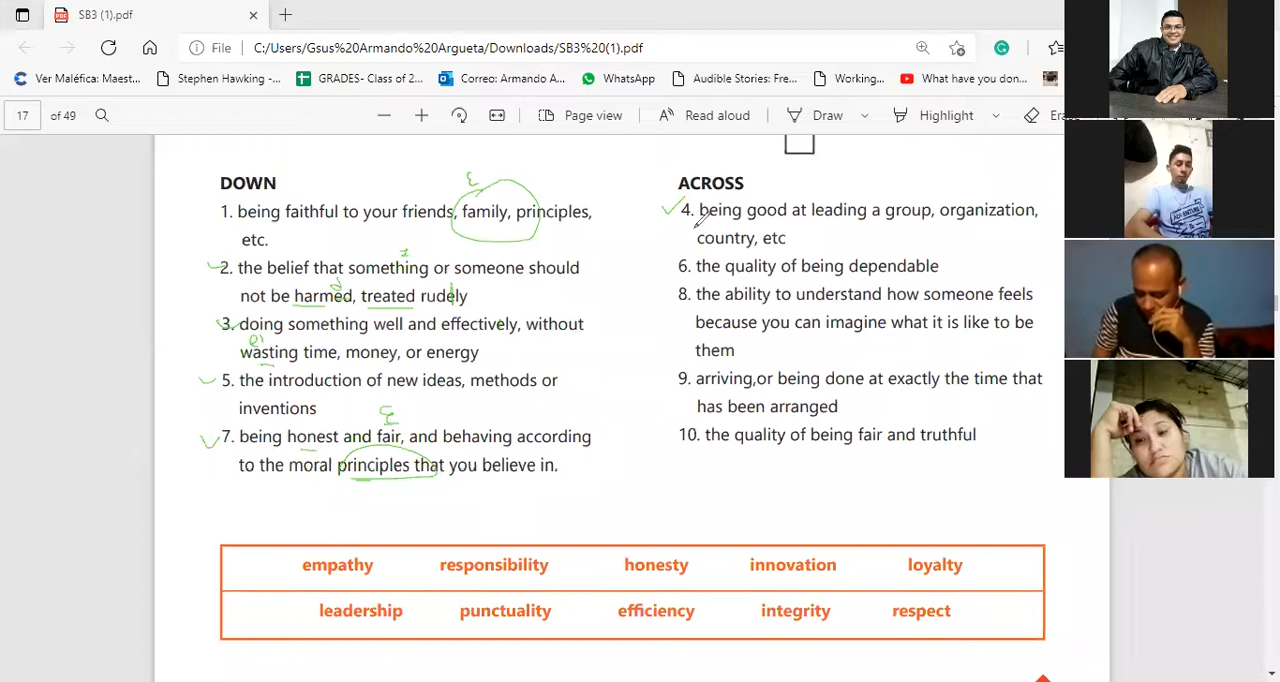 SB3 (1).pdf
File C:/Users/Gsus%20Armando%20Argueta/Downloads/SB3%20(1).pdf
Ver Maléfica: Maest... Stephen Hawking -... GRADES- Class of 2... Correo: Armando A... WhatsApp Audible Stories: Fre... Working... What have you don...
17 of 49 Page view Read aloud Draw Highlight
DOWN
1. being faithful to your friends, family, principles,
etc.
2. the belief that something or someone should
not be harmed, treated rudely
3. doing something well and effectively, without
wasting time, money, or energy
5. the introduction of new ideas, methods or
inventions
7. being honest and fair, and behaving according
to the moral principles that you believe in.
ACROSS
4. being good at leading a group, organization,
country, etc
6. the quality of being dependable
8. the ability to understand how someone feels
because you can imagine what it is like to be
them
9. arriving,or being done at exactly the time that
has been arranged
10. the quality of being fair and truthful
empathy responsibility honesty innovation loyalty
leadership punctuality efficiency integrity respect